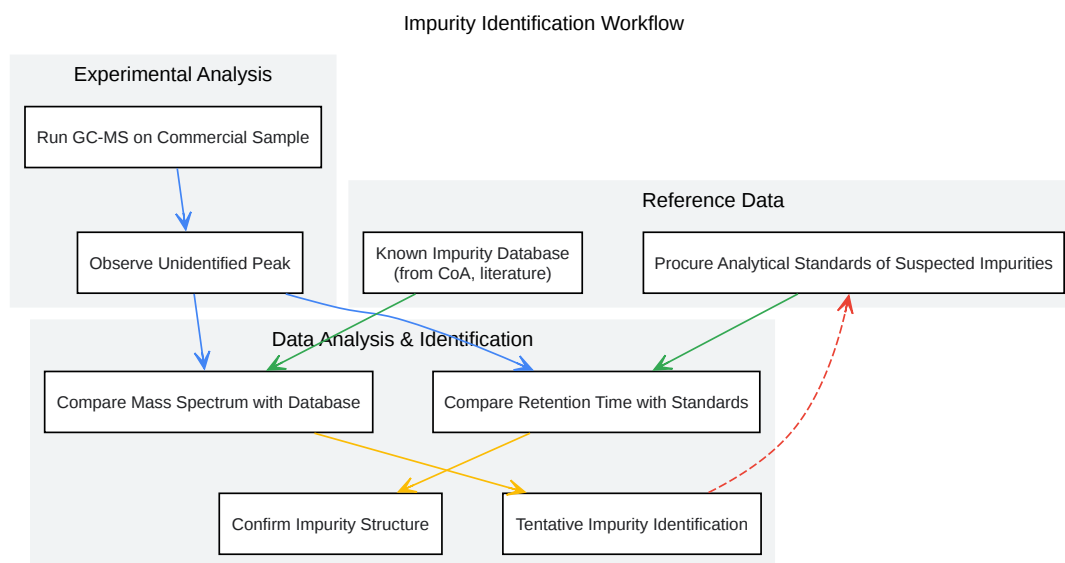 Impurity Identification Workflow
Experimental Analysis
Run GC-MS on Commercial Sample
Observe Unidentified Peak
Reference Data
Known Impurity Database
(from CoA, literature)
Procure Analytical Standards of Suspected Impurities
Data Analysis & Identification
Compare Mass Spectrum with Database
Compare Retention Time with Standards
Confirm Impurity Structure
Tentative Impurity Identification